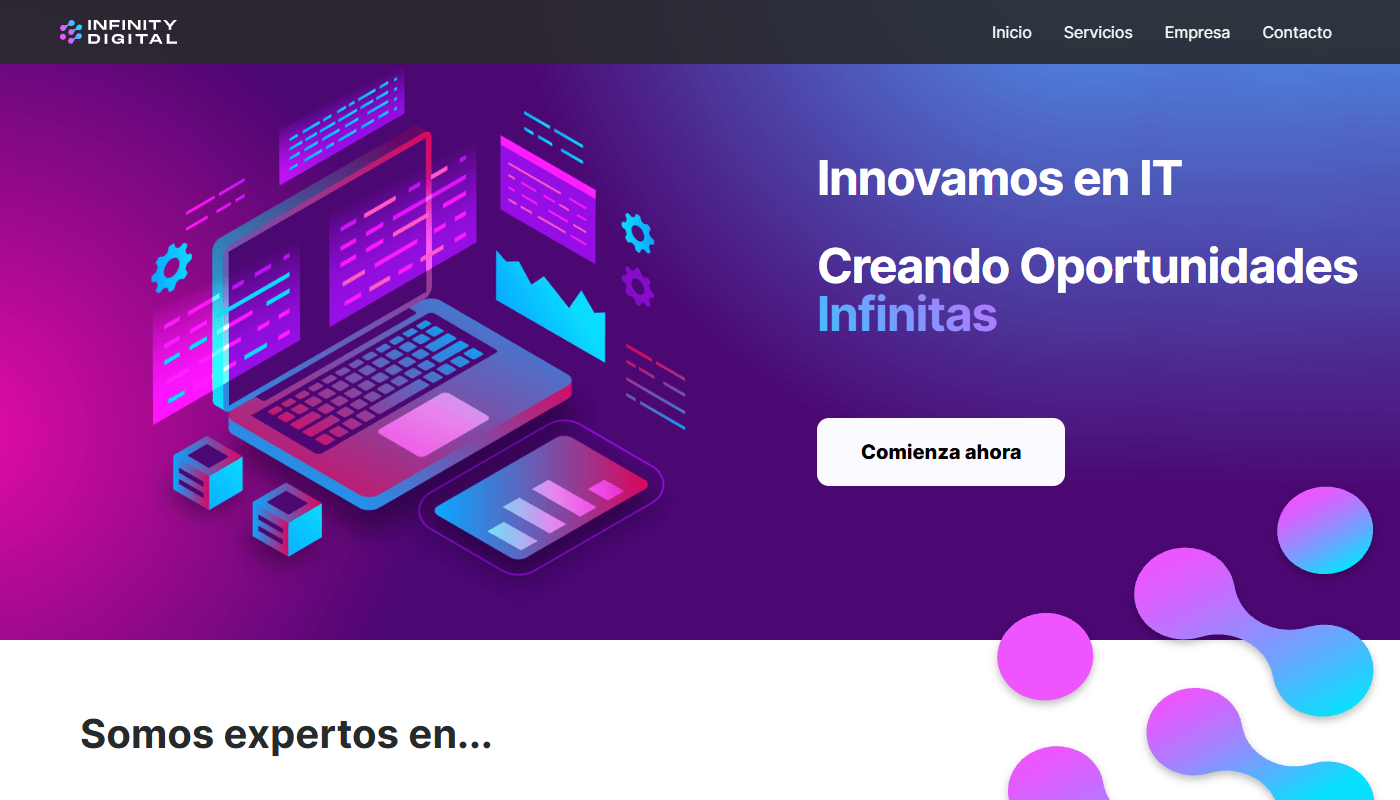 INFINITY
DIGITAL
Inicio Servicios Empresa Contacto
Innovamos en IT
Creando Oportunidades
Infinitas
Comienza ahora
Somos expertos en...